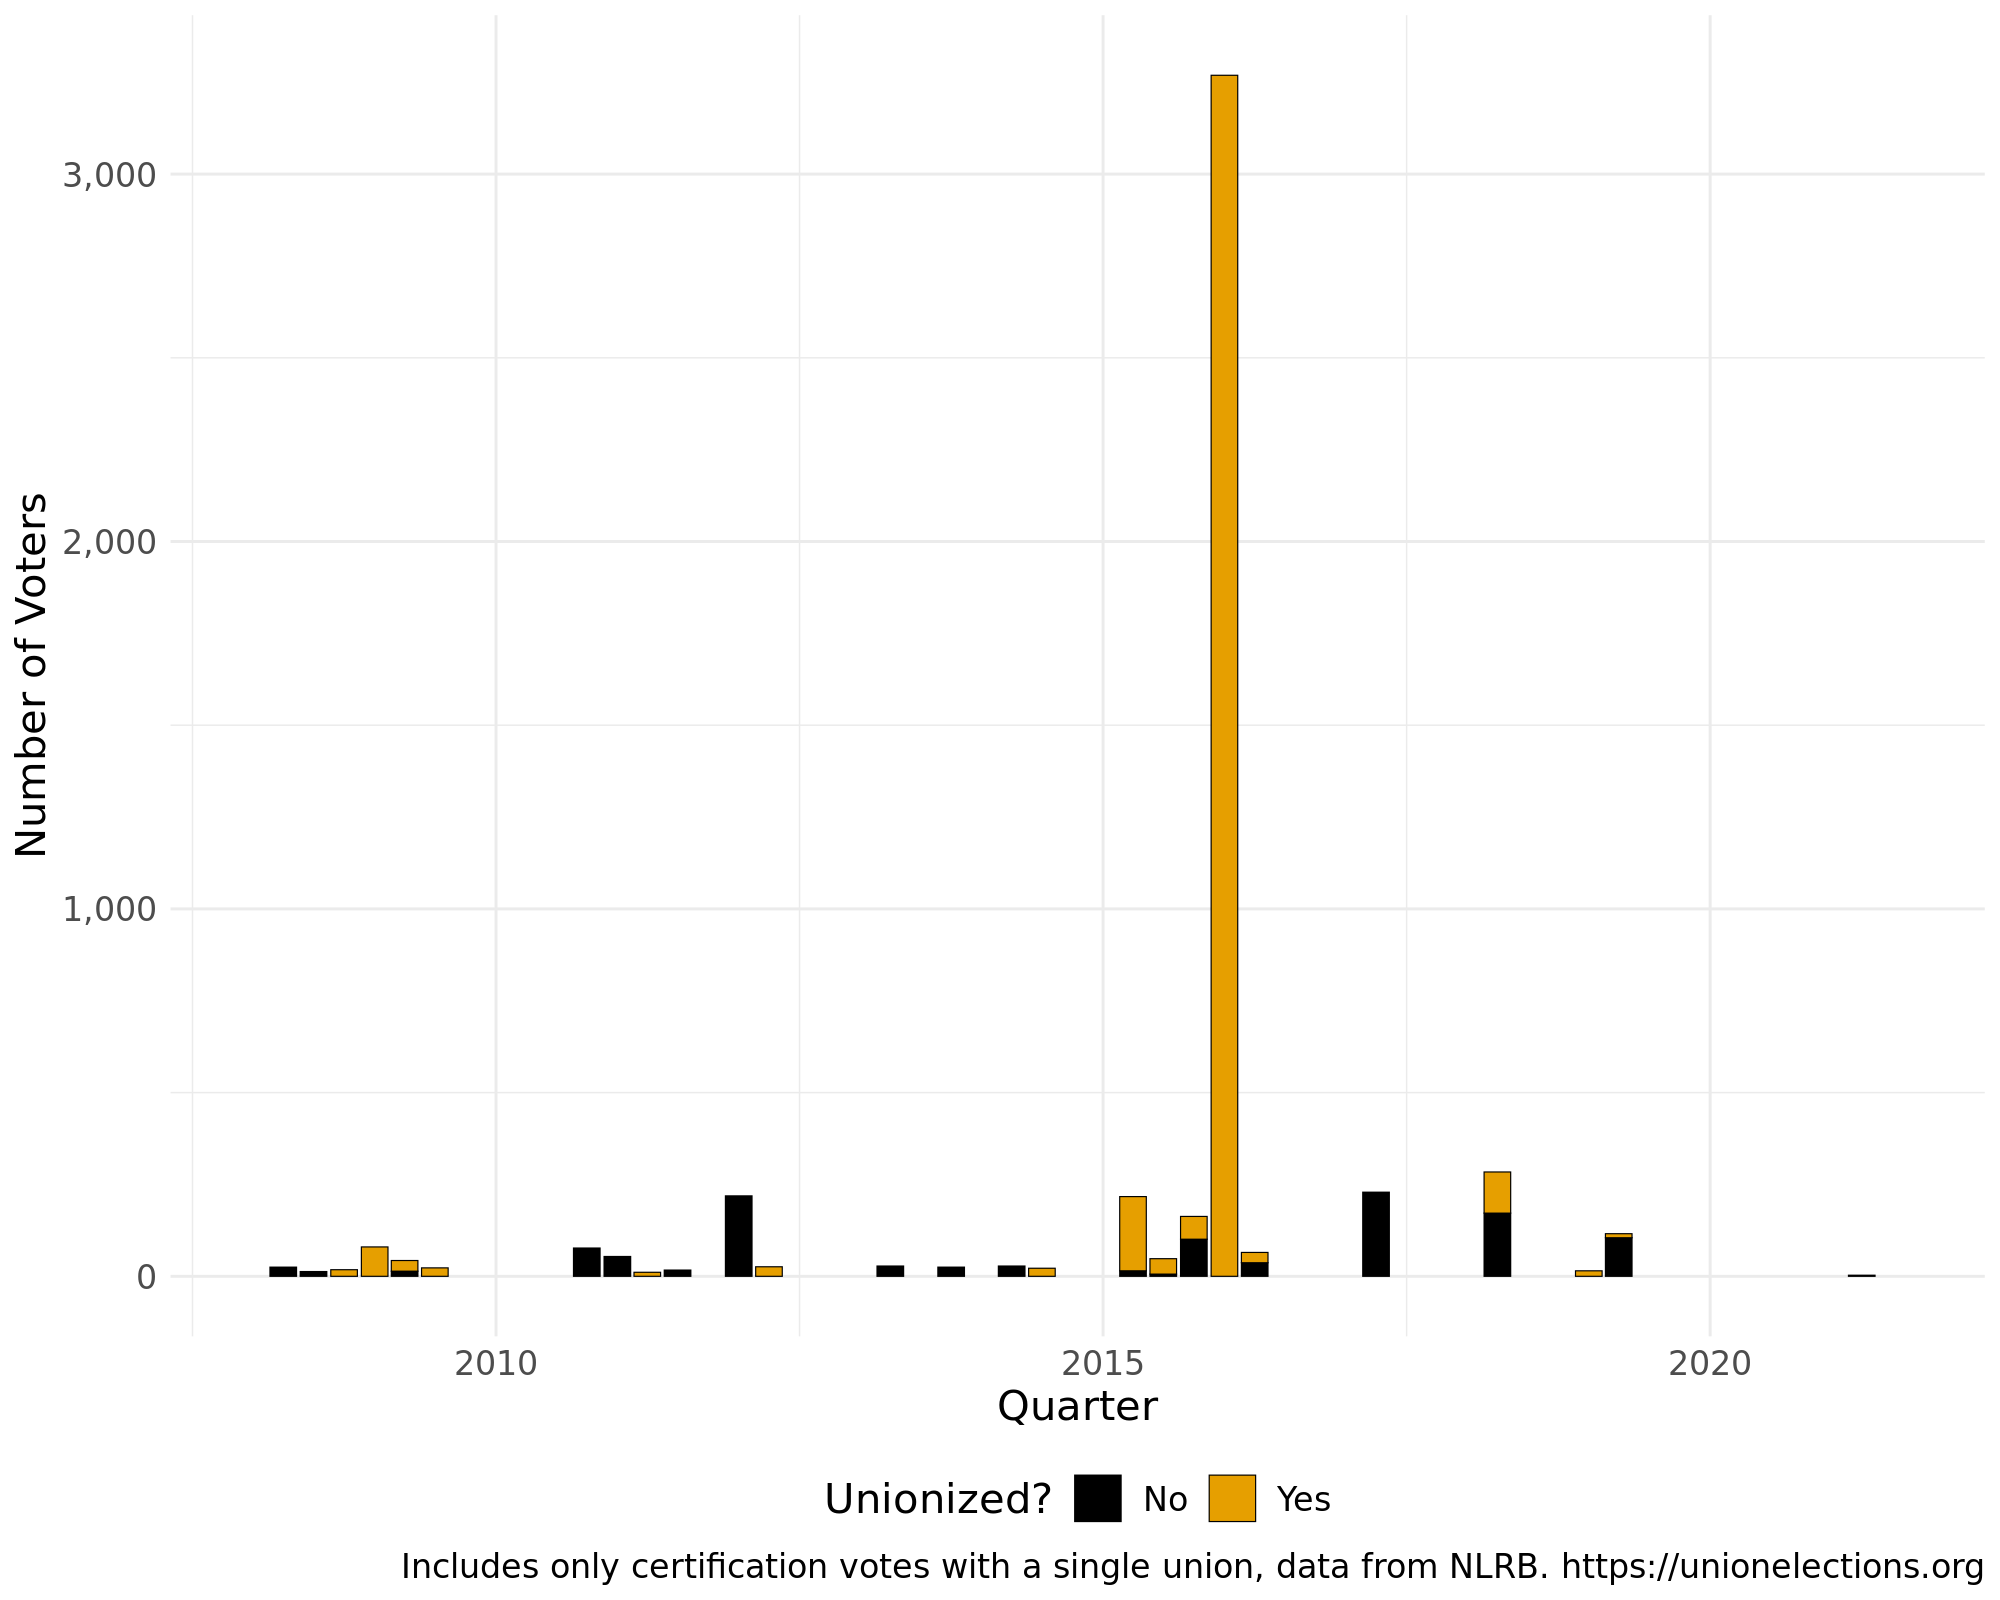 3,000
2,000
1,000
0
Number of Voters
2010 2015 2020
Quarter
Unionized? No Yes
Includes only certification votes with a single union, data from NLRB. https://unionelections.org